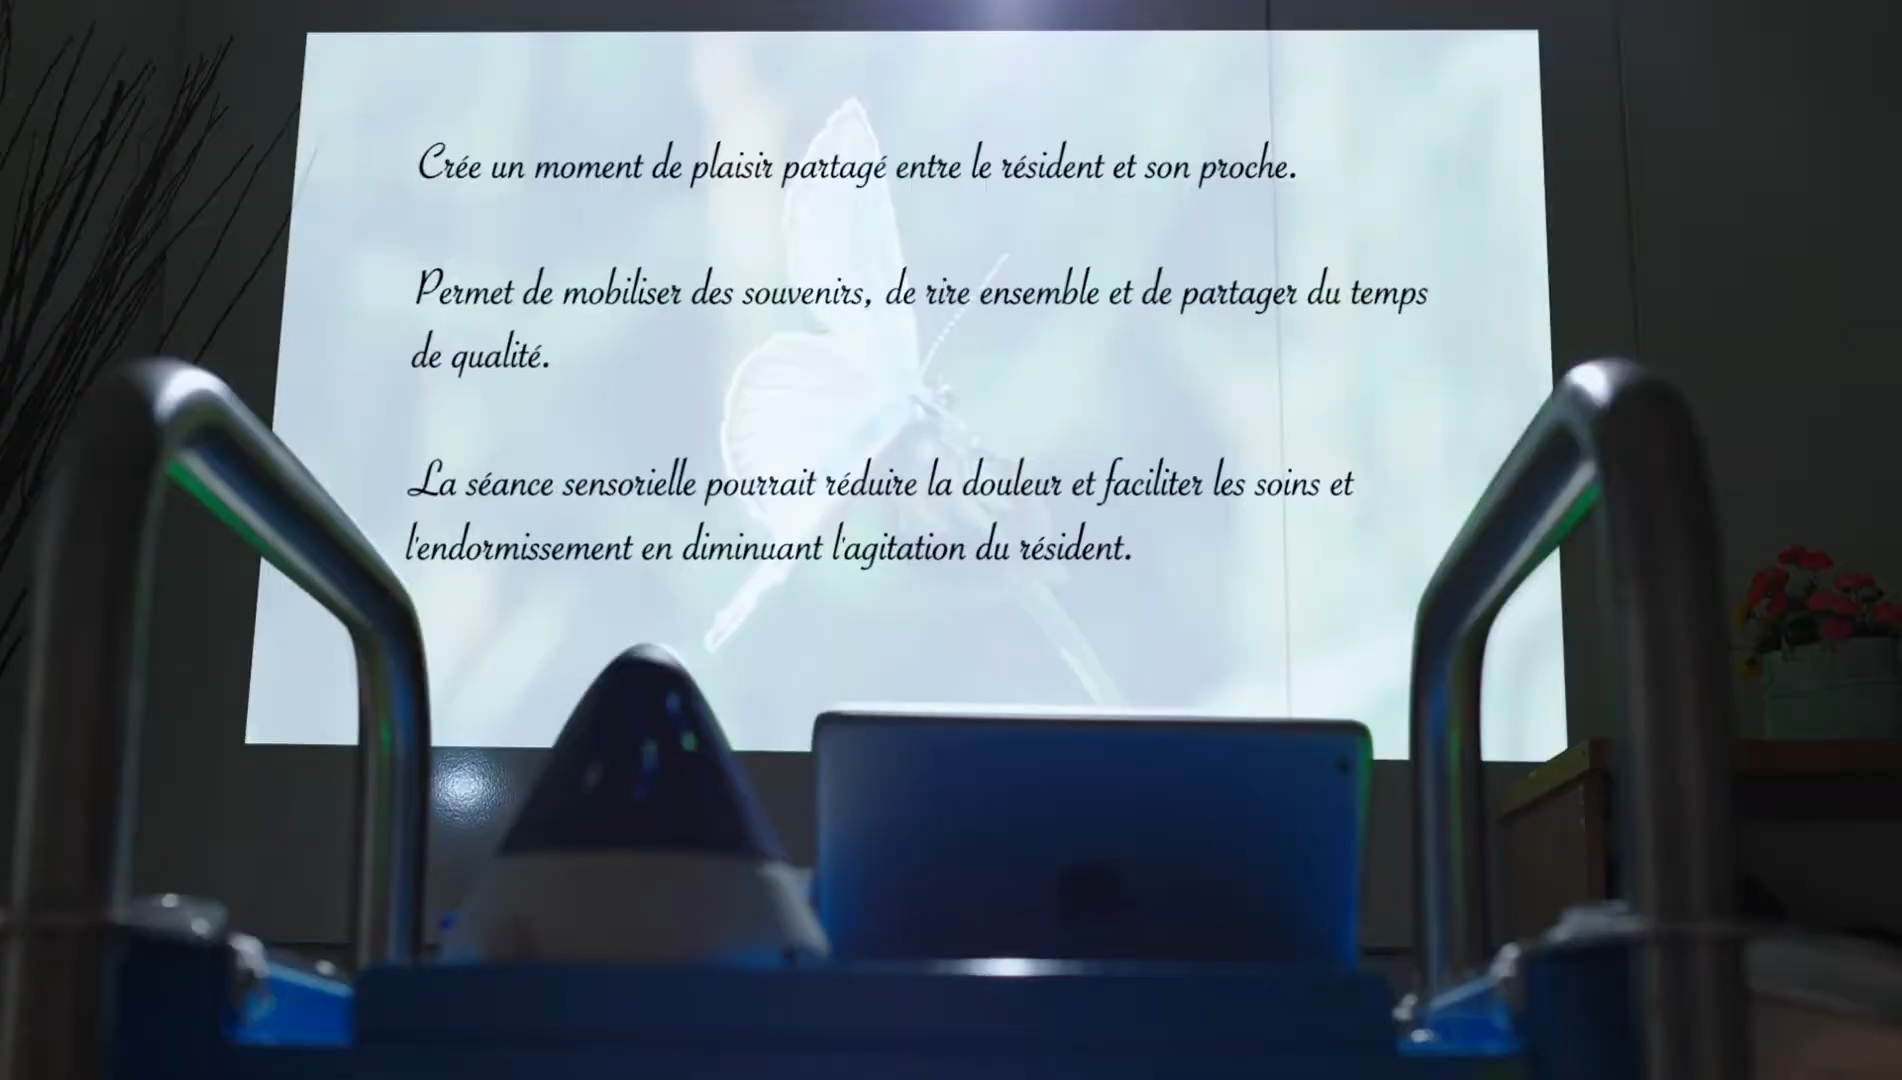 Crée un moment de plaisir partagé entre le résident et son proche.
Permet de mobiliser des souvenirs, de rire ensemble et de partager du temps
de qualité.
La séance sensorielle pourrait réduire la douleur et faciliter les soins et
l'endormissement en diminuant l'agitation du résident.